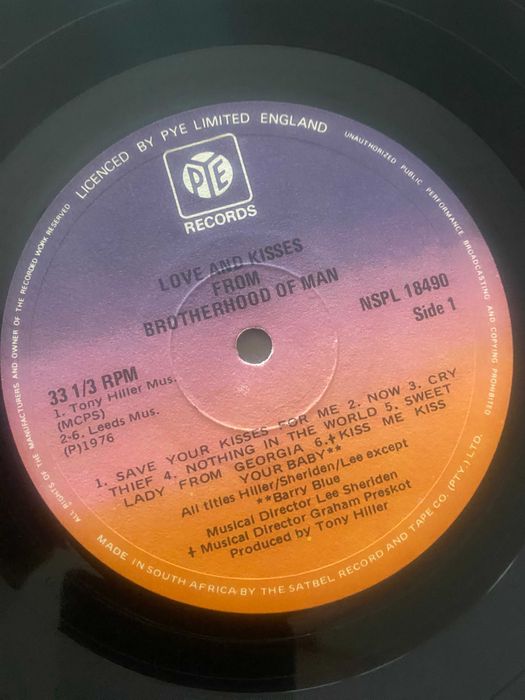 LICENCED BY PYE LIMITED ENGLAND
UNAUTHORIZED PUBLIC PERFORMANCE BROADCASTING AND COPYING PROHIBITED
PYE
RECORDS
LOVE AND KISSES
FROM
BROTHERHOOD OF MAN
NSPL 18490
Side 1
33 1/3 RPM
1. Tony Hiller Mus.
(MCPS)
2-6. Leeds Mus.
(P)1976
1. SAVE YOUR KISSES FOR ME 2. NOW 3. CRY
THIEF 4. NOTHING IN THE WORLD 5. SWEET
LADY FROM GEORGIA 6.‡ KISS ME KISS
YOUR BABY**
All titles Hiller/Sheriden/Lee except
**Barry Blue
Musical Director Lee Sheriden
‡ Musical Director Graham Preskot
Produced by Tony Hiller
MADE IN SOUTH AFRICA BY THE SATBEL RECORD AND TAPE CO. (PTY.) LTD.
ALL RIGHTS OF THE MANUFACTURERS AND OWNER OF THE RECORDED WORK RESERVED